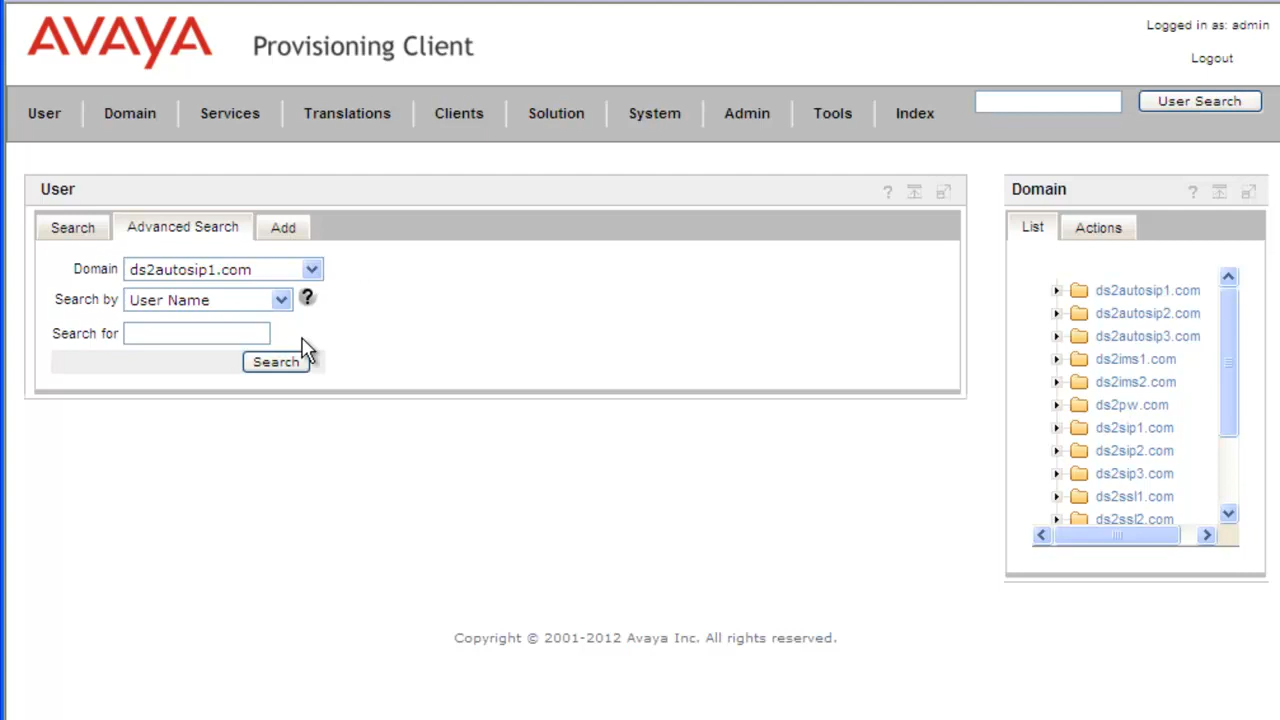 AVAYA
Provisioning Client
Logged in as: admin
Logout
User
Domain
Services
Translations
Clients
Solution
System
Admin
Tools
Index
User Search
User
?
Search
Advanced Search
Add
Domain
ds2autosip1.com
Search by
User Name
?
Search for
Search
Domain
?
List
Actions
ds2autosip1.com
ds2autosip2.com
ds2autosip3.com
ds2ims1.com
ds2ims2.com
ds2pw.com
ds2sip1.com
ds2sip2.com
ds2sip3.com
ds2ssl1.com
ds2ssl2.com
Copyright © 2001-2012 Avaya Inc. All rights reserved.